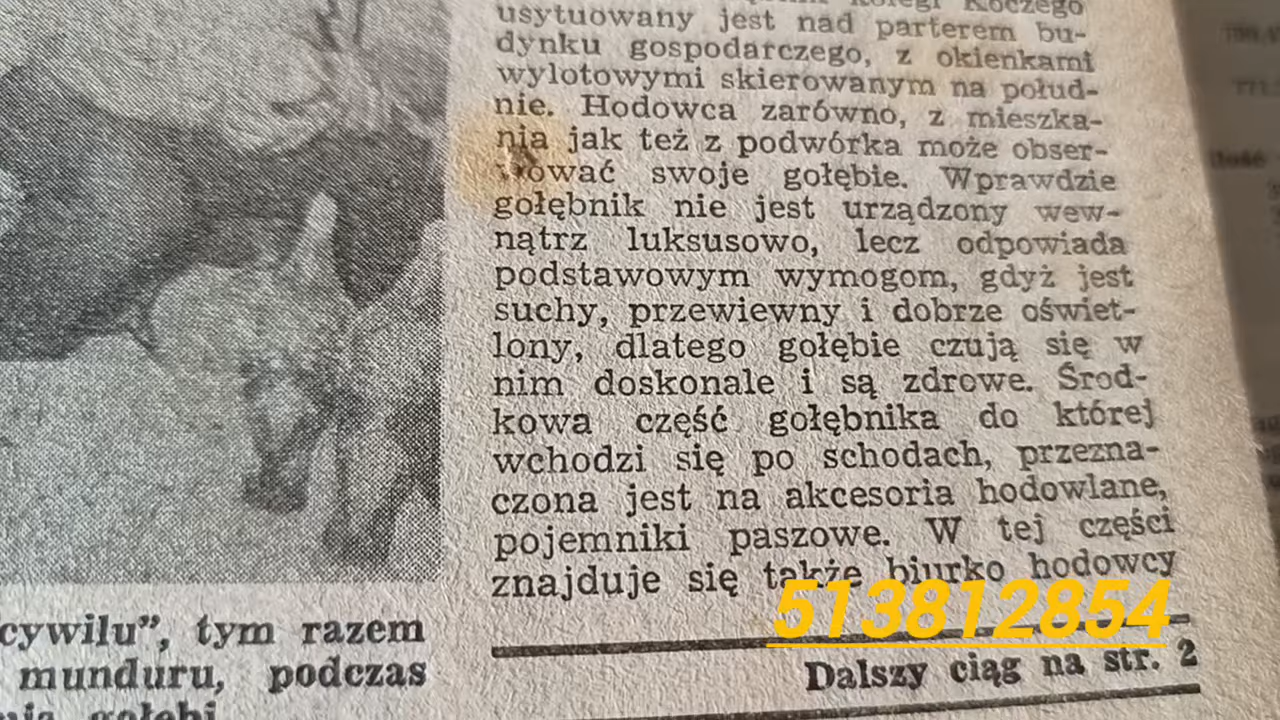 Koczego
usytuowany jest nad parterem bu-
dynku gospodarczego, z okienkami
wylotowymi skierowanym na połud-
nie. Hodowca zarówno, z mieszka-
nia jak też z podwórka może obser-
wować swoje gołębie. Wprawdzie
gołębnik nie jest urządzony wew-
nątrz luksusowo, lecz odpowiada
podstawowym wymogom, gdyż jest
suchy, przewiewny i dobrze oświet-
lony, dlatego gołębie czują się w
nim doskonale i są zdrowe. Środ-
kowa część gołębnika do której
wchodzi się po schodach, przezna-
czona jest na akcesoria hodowlane,
pojemniki paszowe. W tej części
znajduje się także biurko hodowcy
513812854
Dalszy ciąg na str. 2
cywilu”, tym razem
munduru, podczas
gołębi